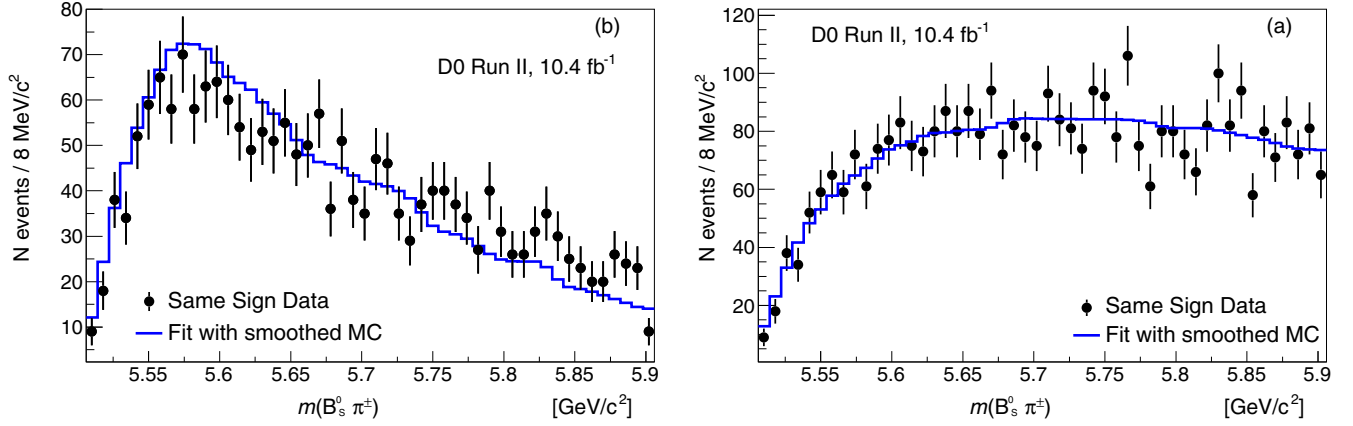 80
70
60
50
40
30
20
10
N events / 8 MeV/c²
(b)
D0 Run II, 10.4 fb⁻¹
Same Sign Data
Fit with smoothed MC
5.55 5.6 5.65 5.7 5.75 5.8 5.85 5.9
m(B⁰ₛ π±) [GeV/c²]
120
100
80
60
40
20
N events / 8 MeV/c²
(a)
D0 Run II, 10.4 fb⁻¹
Same Sign Data
Fit with smoothed MC
5.55 5.6 5.65 5.7 5.75 5.8 5.85 5.9
m(B⁰ₛ π±) [GeV/c²]